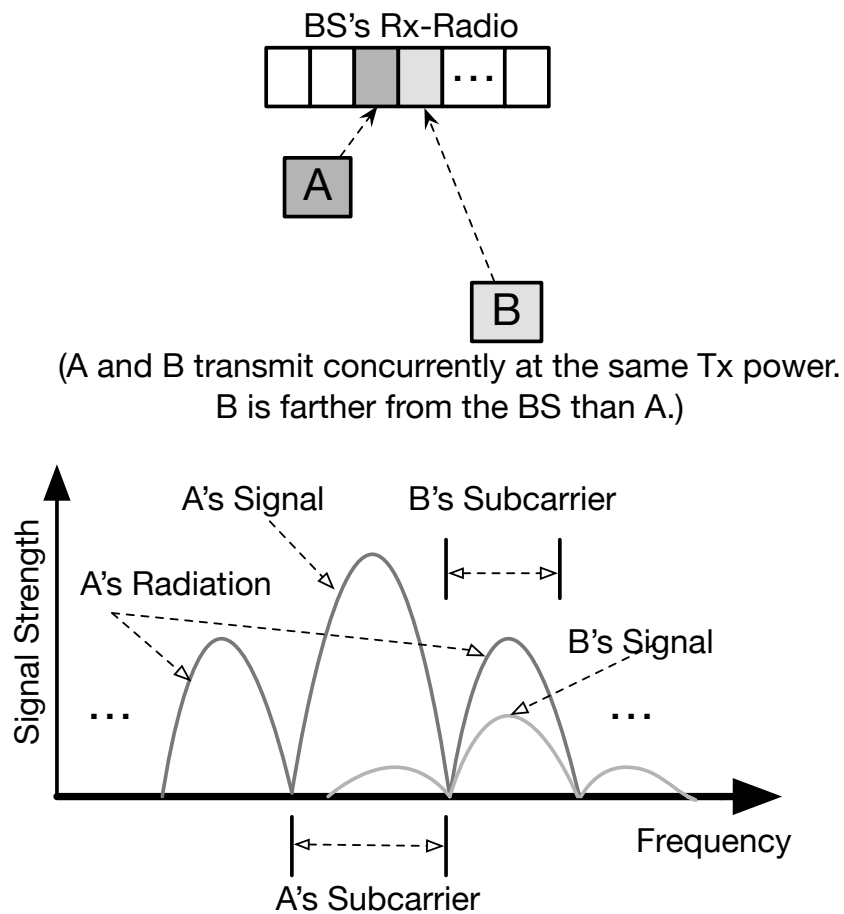 BS's Rx-Radio
...
A
B
(A and B transmit concurrently at the same Tx power.
B is farther from the BS than A.)
A's Signal
B's Subcarrier
A's Radiation
B's Signal
Signal Strength
...
...
Frequency
A's Subcarrier